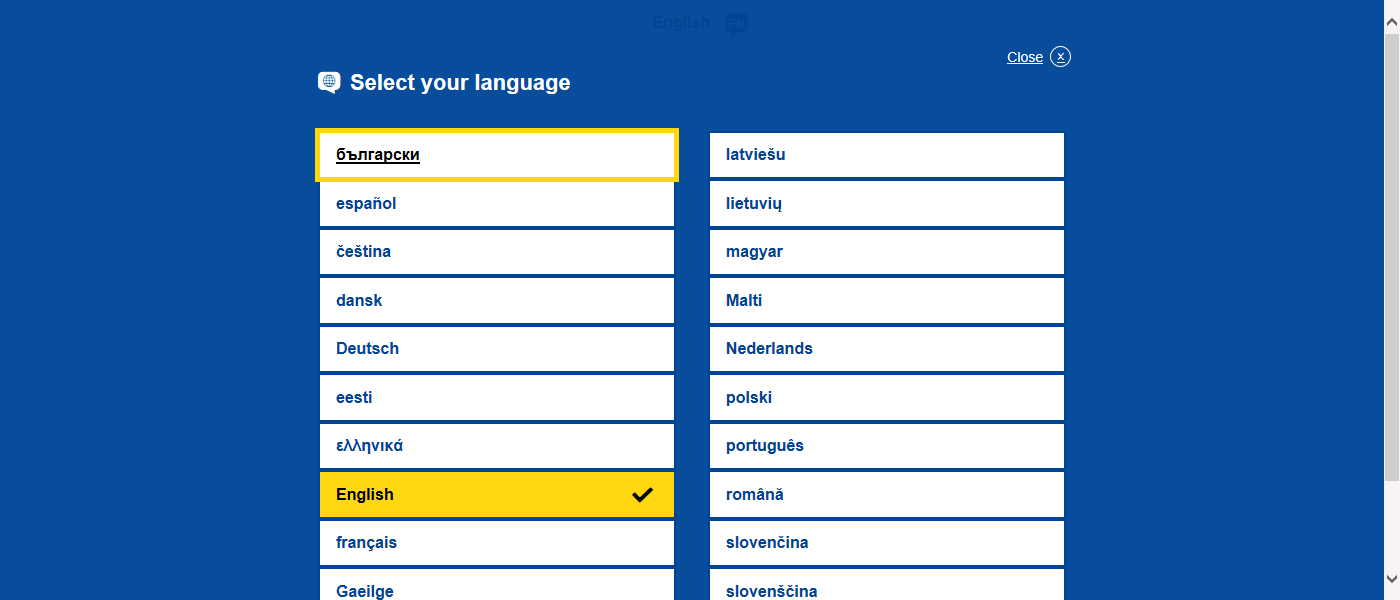 English EN
Close x
Select your language
български
español
čeština
dansk
Deutsch
eesti
ελληνικά
English
français
Gaeilge
latviešu
lietuvių
magyar
Malti
Nederlands
polski
português
română
slovenčina
slovenščina